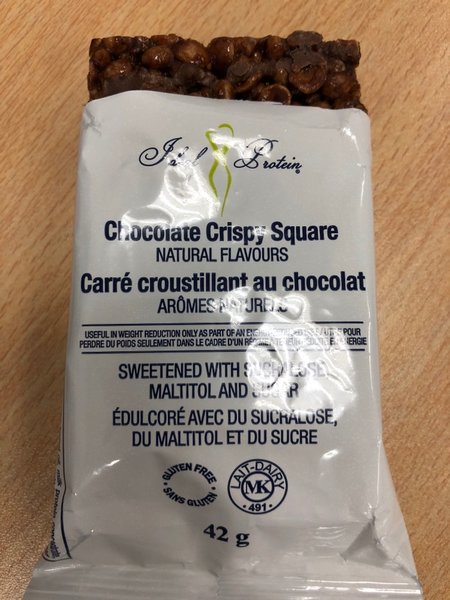 Protein
Chocolate Crispy Square
NATURAL FLAVOURS
Carré croustillant au chocolat
ARÔMES NATURELS
USEFUL IN WEIGHT REDUCTION ONLY AS PART OF AN POUR
PERDRE DU POIDS SEULEMENT DANS LE CADRE D'UN
SWEETENED WITH SUCRALOSE,
MALTITOL AND SUGAR
ÉDULCORÉ AVEC DU SUCRALOSE,
DU MALTITOL ET DU SUCRE
GLUTEN FREE
SANS GLUTEN
LAIT-DAIRY
MK
491
42 g